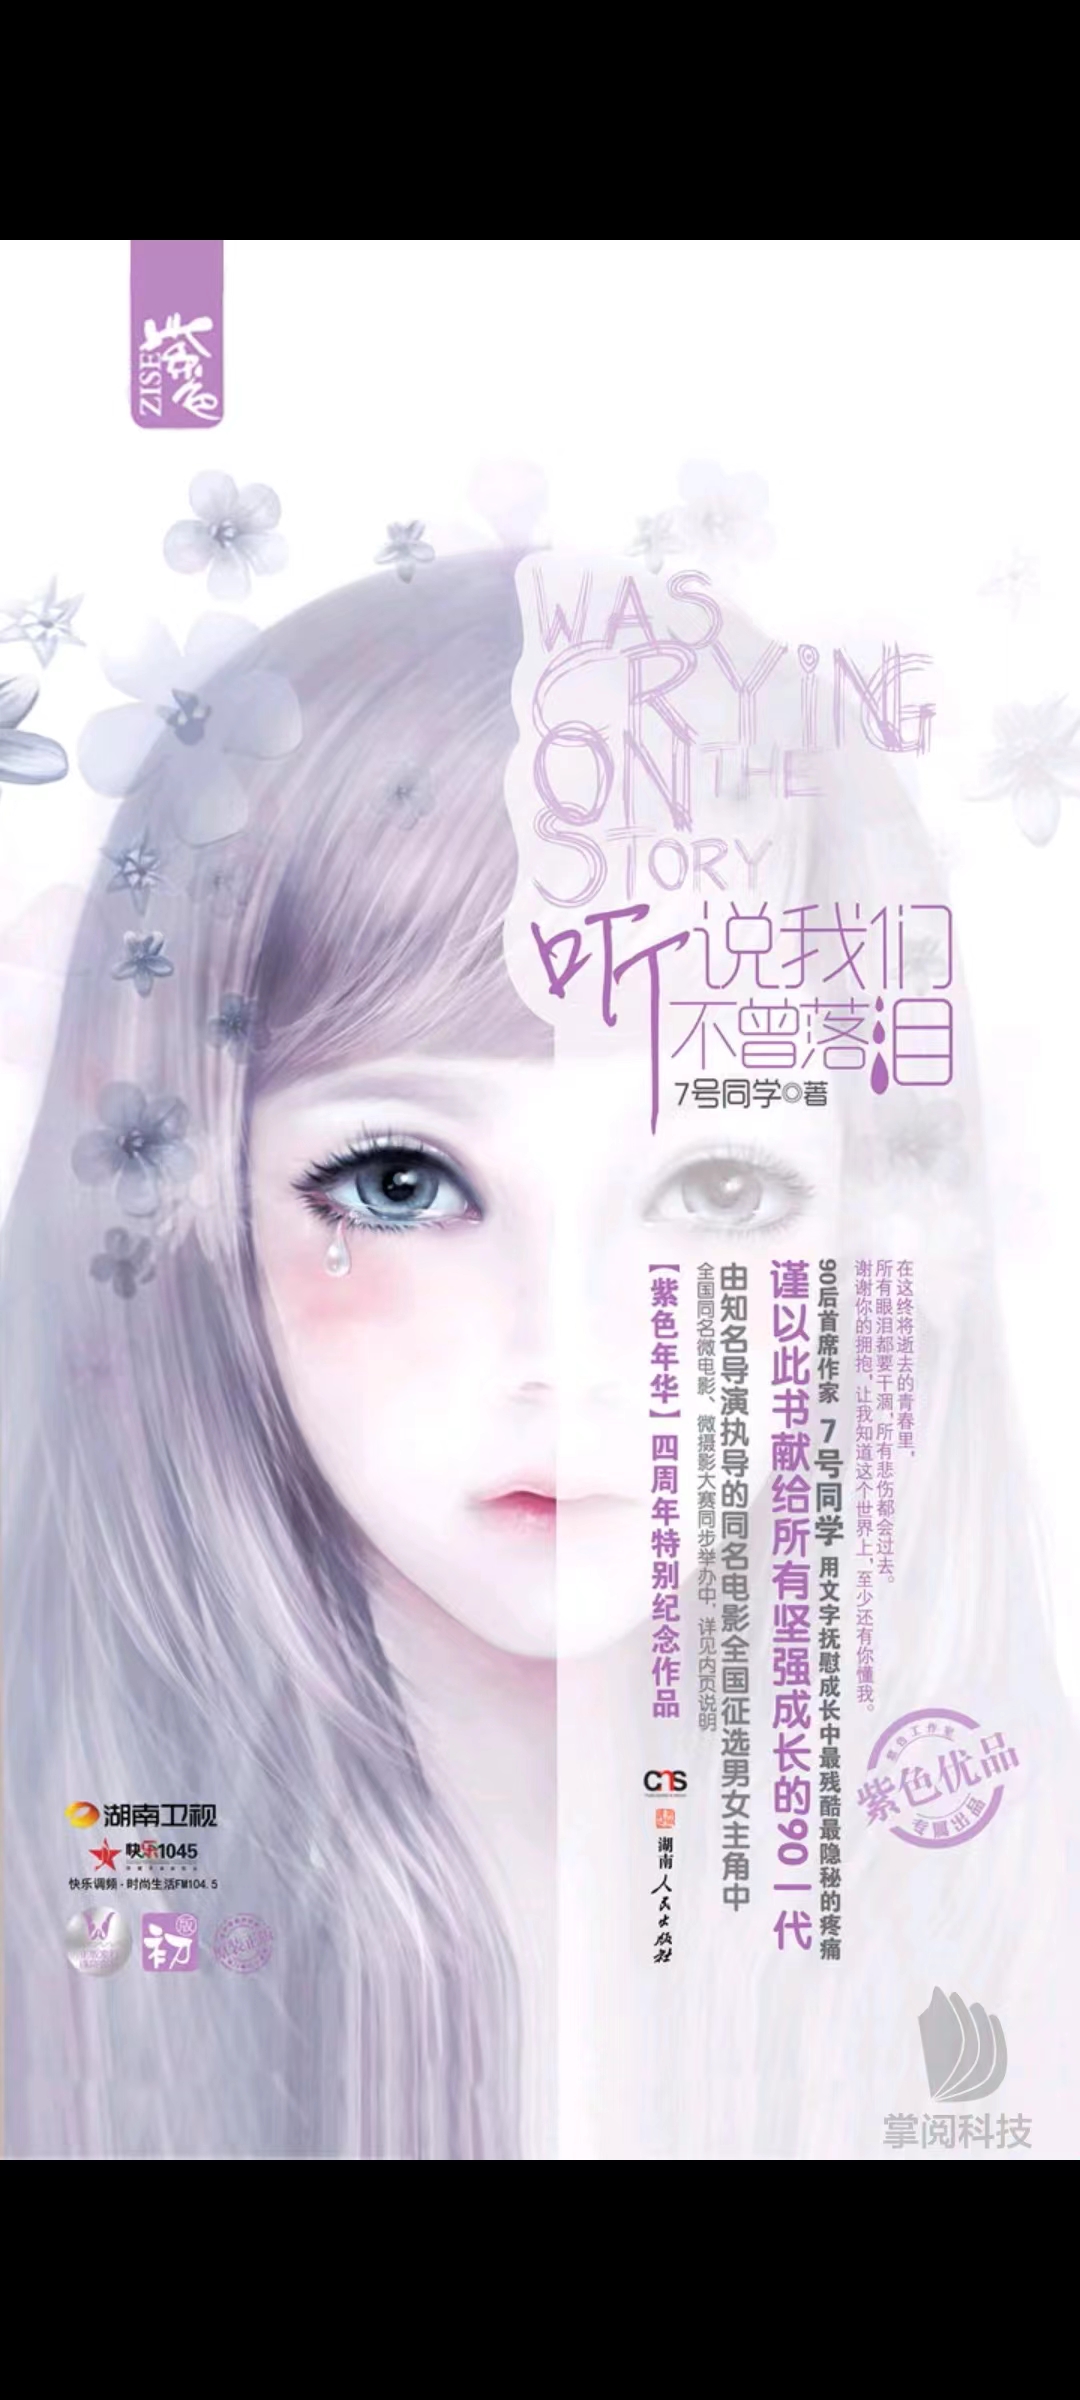 紫色
ZISE
WAS
CRYiNG
ON THE
STORY
听说我们
不曾落泪
7号同学◎著
在这终将逝去的青春里，
所有眼泪都要干涸，所有悲伤都会过去。
谢谢你的拥抱，让我知道这个世界上，至少还有你懂我。
90后首席作家 7号同学 用文字抚慰成长中最残酷最隐秘的疼痛
谨以此书献给所有坚强成长的90一代
由知名导演执导的同名电影全国征选男女主角中
全国同名微电影、微摄影大赛同步举办中，详见内页说明
【紫色年华】四周年特别纪念作品
紫色工作室
紫色优品
专属出品
CNS
湖南人民出版社
湖南卫视
快乐1045
快乐调频·时尚生活FM104.5
初版
掌阅科技